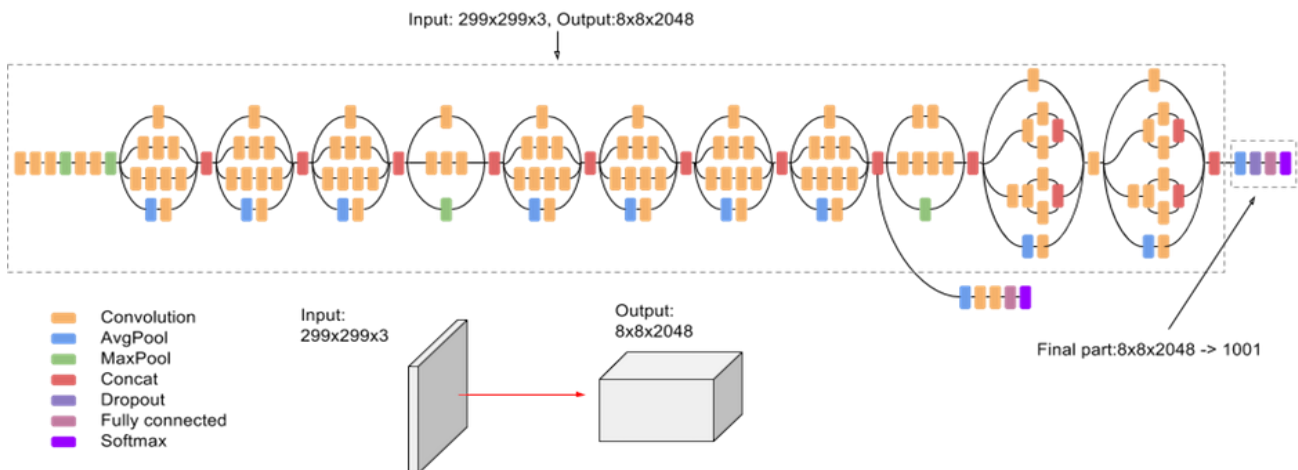 Input: 299x299x3, Output:8x8x2048
Convolution
AvgPool
MaxPool
Concat
Dropout
Fully connected
Softmax
Input:
299x299x3
Output:
8x8x2048
Final part:8x8x2048 -> 1001